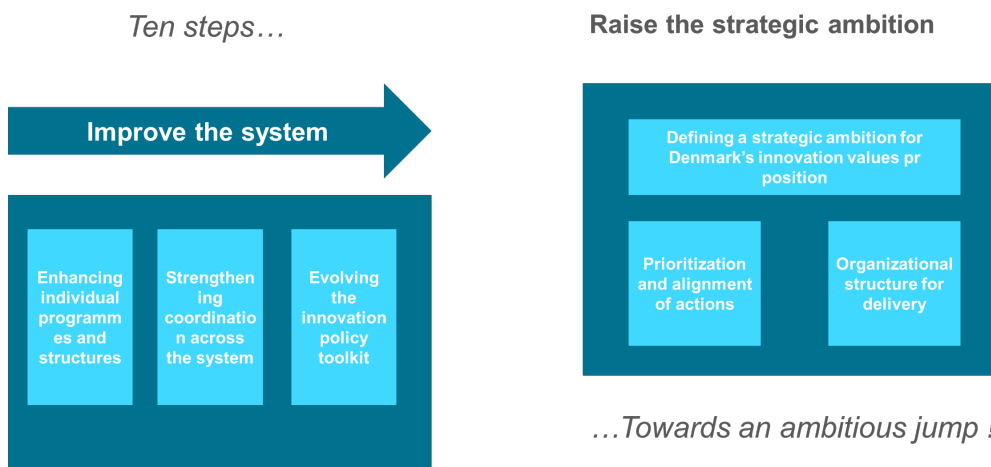 Ten steps…
Raise the strategic ambition
Improve the system
Enhancing
individual
programm
es and
structures
Strengthen
ing
coordinatio
n across
the system
Evolving
the
innovation
policy
toolkit
Defining a strategic ambition for
Denmark's innovation values pr
position
Prioritization
and alignment
of actions
Organizational
structure for
delivery
…Towards an ambitious jump !